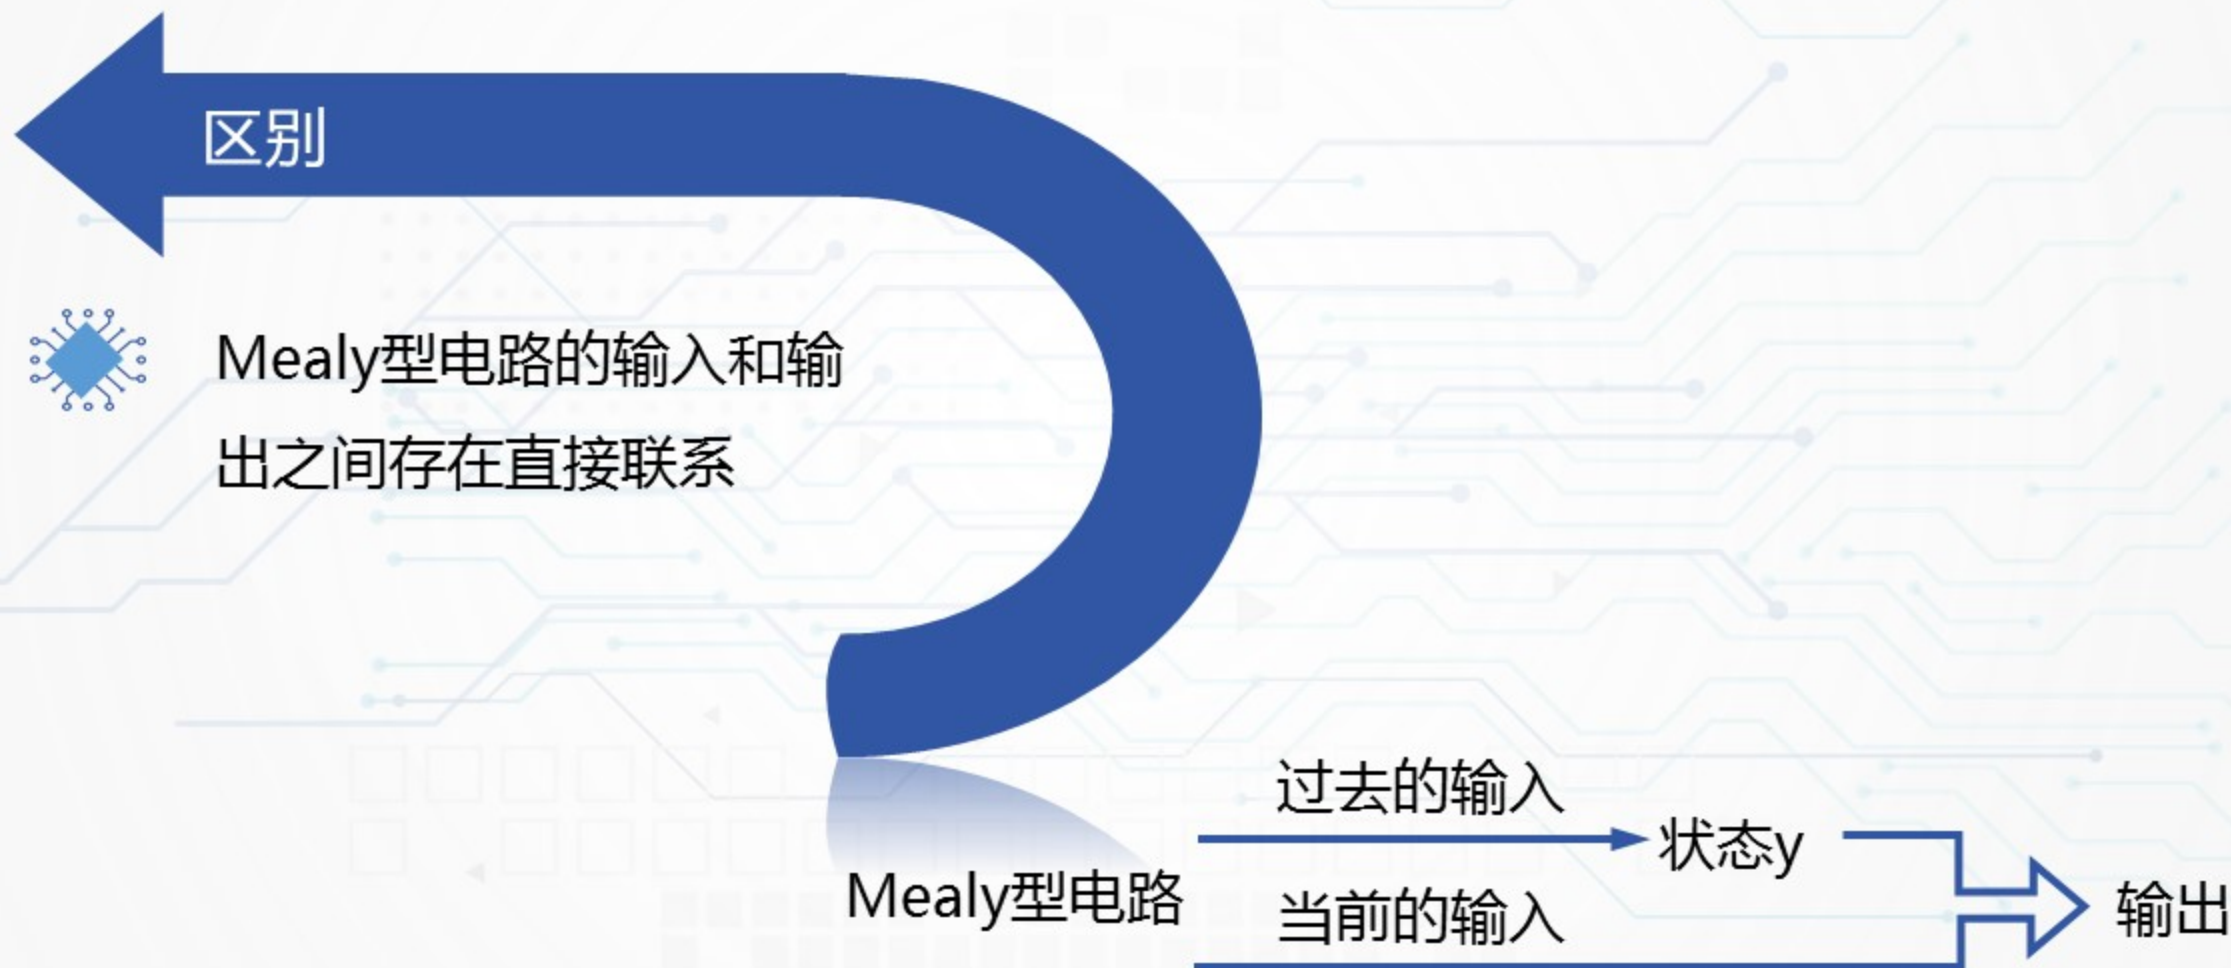 区别
Mealy型电路的输入和输
出之间存在直接联系
过去的输入
状态y
Mealy型电路
当前的输入
输出